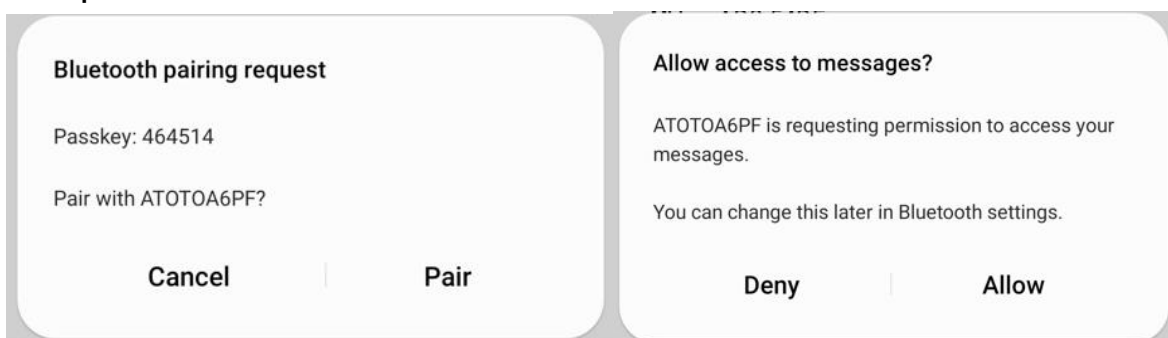 Bluetooth pairing request
Passkey: 464514
Pair with ATOTOA6PF?
Cancel
Pair
Allow access to messages?
ATOTOA6PF is requesting permission to access your
messages.
You can change this later in Bluetooth settings.
Deny
Allow